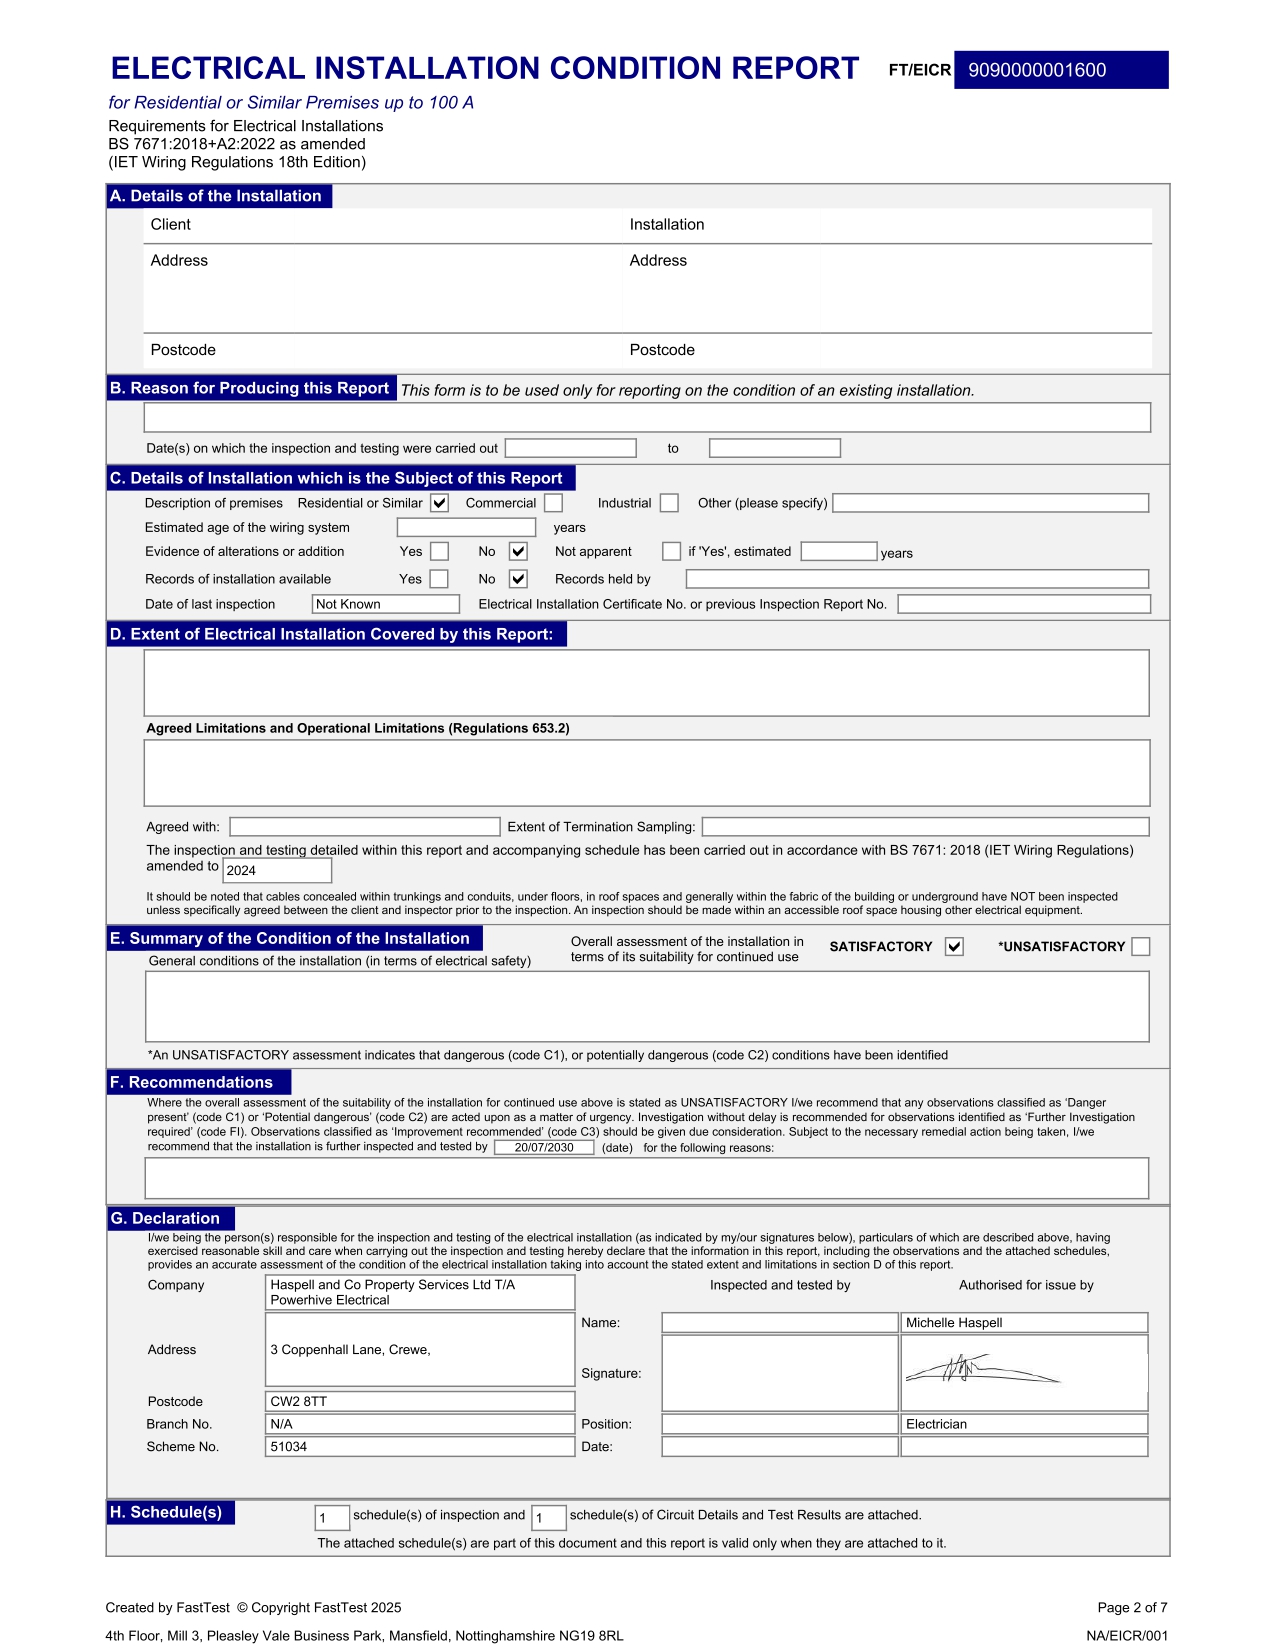 ELECTRICAL INSTALLATION CONDITION REPORT FT/EICR 9090000001600
for Residential or Similar Premises up to 100 A
Requirements for Electrical Installations
BS 7671:2018+A2:2022 as amended
(IET Wiring Regulations 18th Edition)
A. Details of the Installation
Client Installation
Address Address
Postcode Postcode
B. Reason for Producing this Report This form is to be used only for reporting on the condition of an existing installation.
Date(s) on which the inspection and testing were carried out to
C. Details of Installation which is the Subject of this Report
Description of premises Residential or Similar ✔ Commercial Industrial Other (please specify)
Estimated age of the wiring system years
Evidence of alterations or addition Yes No ✔ Not apparent if 'Yes', estimated years
Records of installation available Yes No ✔ Records held by
Date of last inspection Not Known Electrical Installation Certificate No. or previous Inspection Report No.
D. Extent of Electrical Installation Covered by this Report:
Agreed Limitations and Operational Limitations (Regulations 653.2)
Agreed with: Extent of Termination Sampling:
The inspection and testing detailed within this report and accompanying schedule has been carried out in accordance with BS 7671: 2018 (IET Wiring Regulations)
amended to 2024
It should be noted that cables concealed within trunkings and conduits, under floors, in roof spaces and generally within the fabric of the building or underground have NOT been inspected
unless specifically agreed between the client and inspector prior to the inspection. An inspection should be made within an accessible roof space housing other electrical equipment.
E. Summary of the Condition of the Installation Overall assessment of the installation in SATISFACTORY ✔ *UNSATISFACTORY
General conditions of the installation (in terms of electrical safety) terms of its suitability for continued use
*An UNSATISFACTORY assessment indicates that dangerous (code C1), or potentially dangerous (code C2) conditions have been identified
F. Recommendations
Where the overall assessment of the suitability of the installation for continued use above is stated as UNSATISFACTORY I/we recommend that any observations classified as ‘Danger
present’ (code C1) or ‘Potential dangerous’ (code C2) are acted upon as a matter of urgency. Investigation without delay is recommended for observations identified as ‘Further Investigation
required’ (code FI). Observations classified as ‘Improvement recommended’ (code C3) should be given due consideration. Subject to the necessary remedial action being taken, I/we
recommend that the installation is further inspected and tested by 20/07/2030 (date) for the following reasons:
G. Declaration
I/we being the person(s) responsible for the inspection and testing of the electrical installation (as indicated by my/our signatures below), particulars of which are described above, having
exercised reasonable skill and care when carrying out the inspection and testing hereby declare that the information in this report, including the observations and the attached schedules,
provides an accurate assessment of the condition of the electrical installation taking into account the stated extent and limitations in section D of this report.
Company Haspell and Co Property Services Ltd T/A Inspected and tested by Authorised for issue by
Powerhive Electrical
Name: Michelle Haspell
Address 3 Coppenhall Lane, Crewe,
Signature:
Postcode CW2 8TT
Branch No. N/A Position: Electrician
Scheme No. 51034 Date:
H. Schedule(s) 1 schedule(s) of inspection and 1 schedule(s) of Circuit Details and Test Results are attached.
The attached schedule(s) are part of this document and this report is valid only when they are attached to it.
Created by FastTest © Copyright FastTest 2025 Page 2 of 7
4th Floor, Mill 3, Pleasley Vale Business Park, Mansfield, Nottinghamshire NG19 8RL NA/EICR/001